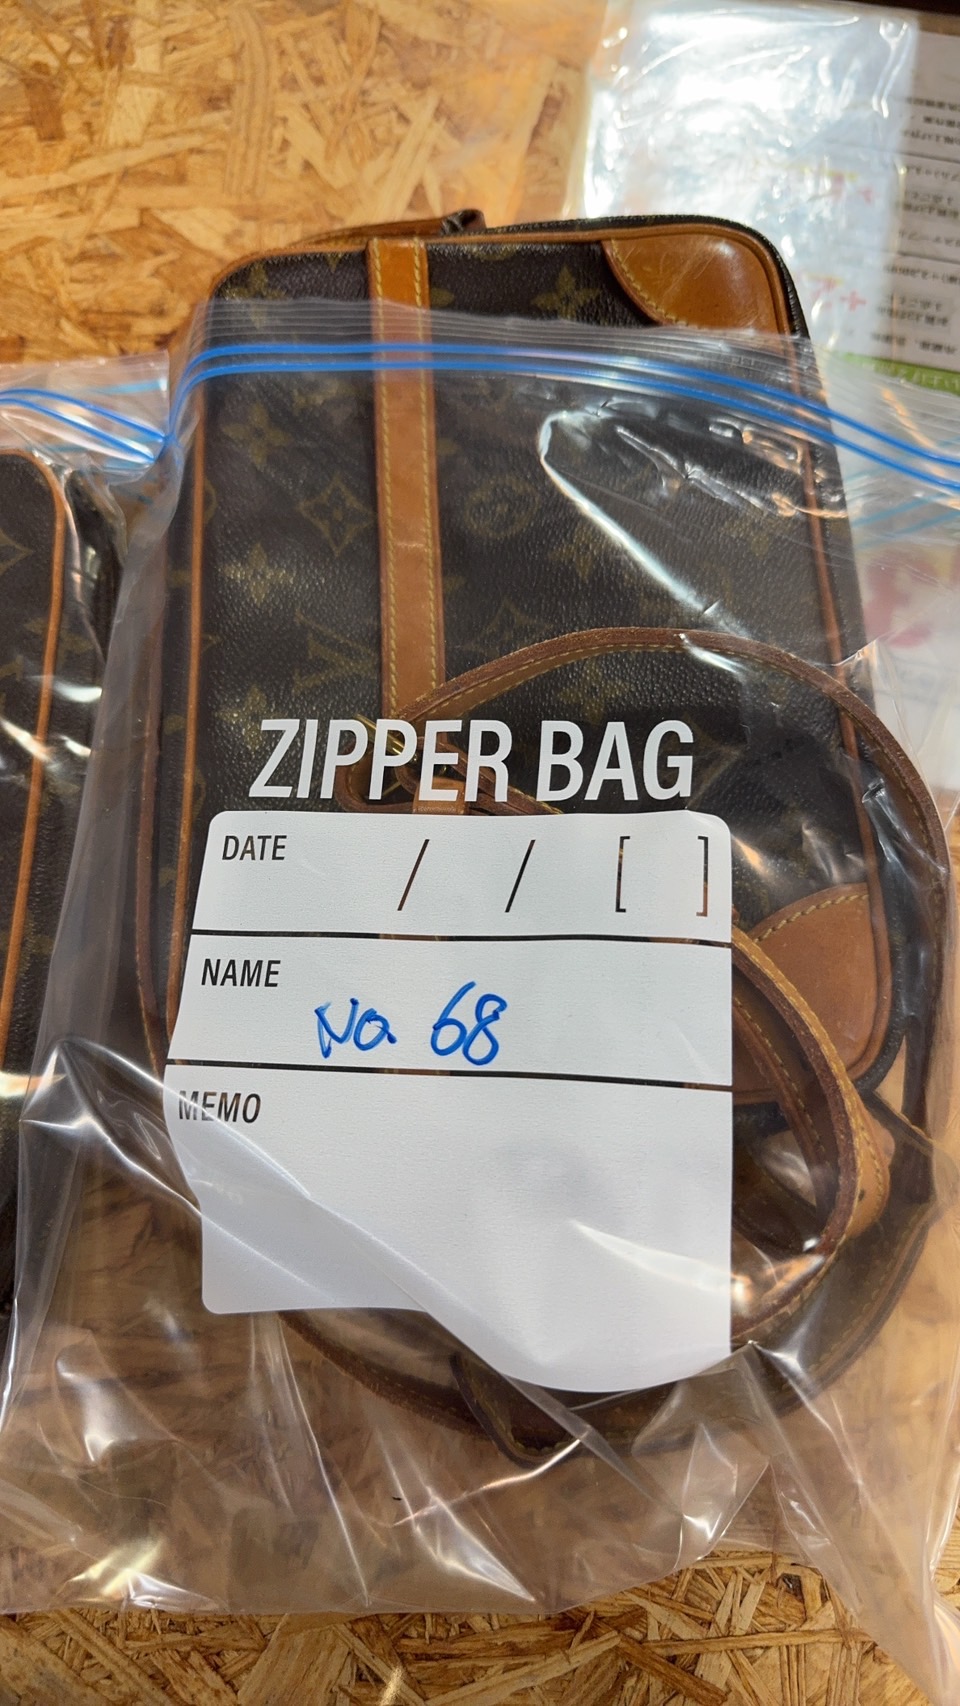 ZIPPER BAG
DATE / / [ ]
NAME
No. 68
MEMO